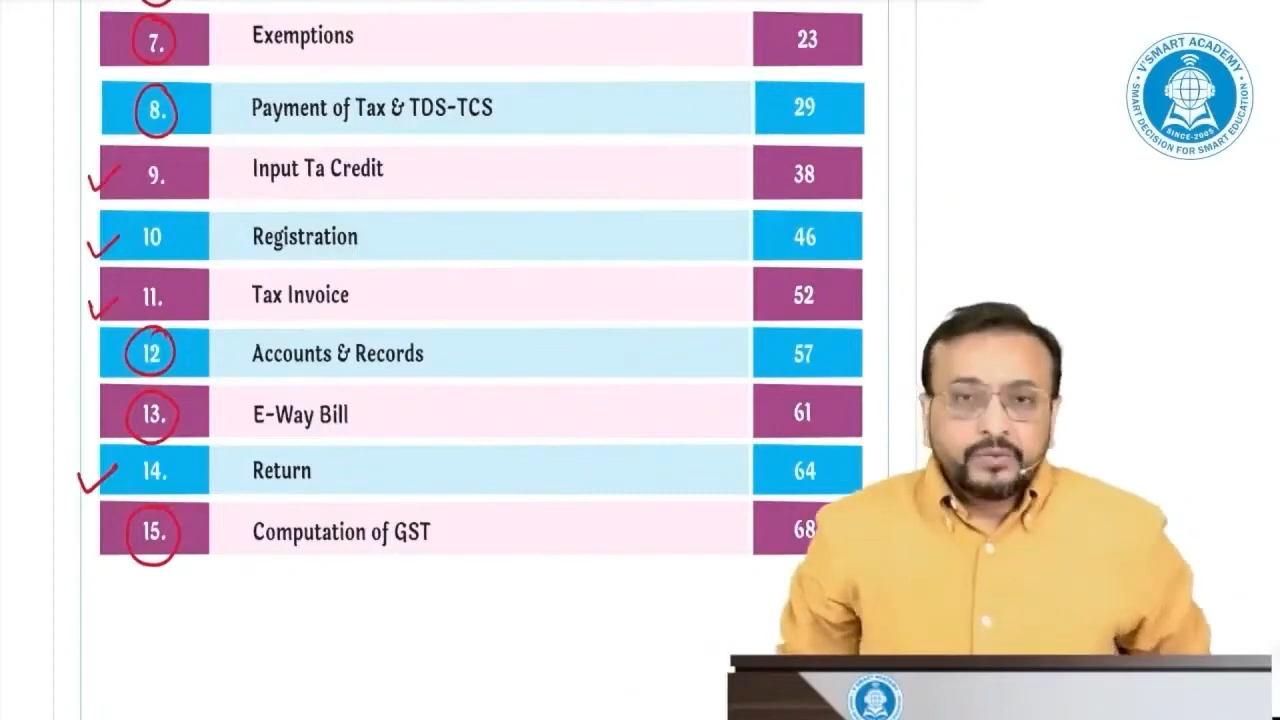 7. Exemptions 23
8. Payment of Tax & TDS-TCS 29
9. Input Ta Credit 38
10 Registration 46
11. Tax Invoice 52
12 Accounts & Records 57
13. E-Way Bill 61
14. Return 64
15. Computation of GST 68
V'SMART ACADEMY
SMART DECISION FOR SMART EDUCATION
SINCE-2005
V'SMART ACADEMY